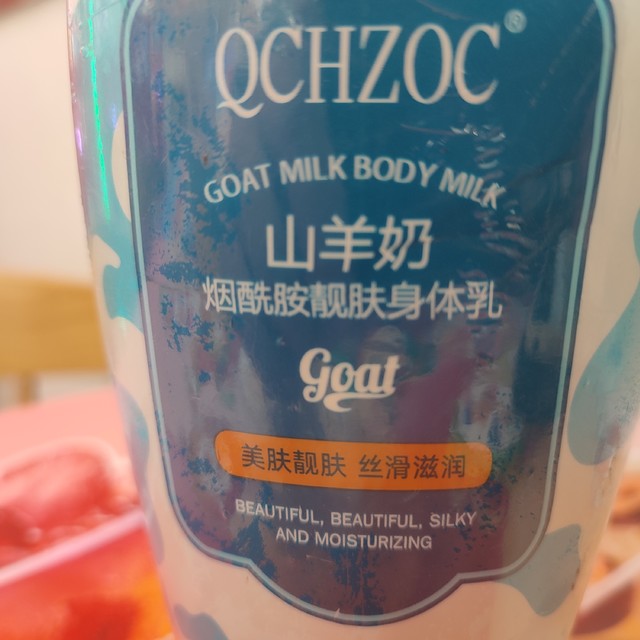 QCHZOC®
GOAT MILK BODY MILK
山羊奶
烟酰胺靓肤身体乳
Goat
美肤靓肤 丝滑滋润
BEAUTIFUL, BEAUTIFUL, SILKY
AND MOISTURIZING